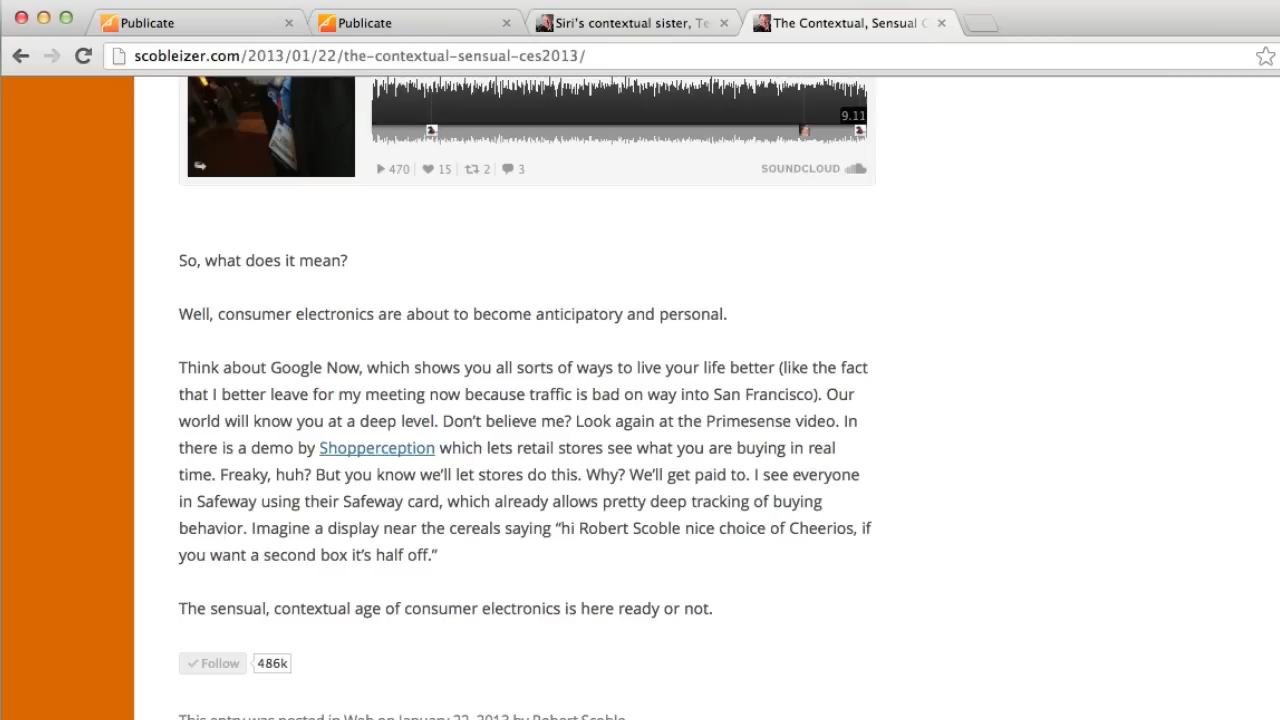 Publicate
Publicate
Siri's contextual sister, Te
The Contextual, Sensual C
scobleizer.com/2013/01/22/the-contextual-sensual-ces2013/
9.11
470 15 2 3
SOUNDCLOUD
So, what does it mean?
Well, consumer electronics are about to become anticipatory and personal.
Think about Google Now, which shows you all sorts of ways to live your life better (like the fact
that I better leave for my meeting now because traffic is bad on way into San Francisco). Our
world will know you at a deep level. Don't believe me? Look again at the Primesense video. In
there is a demo by Shopperception which lets retail stores see what you are buying in real
time. Freaky, huh? But you know we'll let stores do this. Why? We'll get paid to. I see everyone
in Safeway using their Safeway card, which already allows pretty deep tracking of buying
behavior. Imagine a display near the cereals saying “hi Robert Scoble nice choice of Cheerios, if
you want a second box it's half off.”
The sensual, contextual age of consumer electronics is here ready or not.
Follow 486k
This entry was posted in Web on January 22, 2013 by Robert Scoble